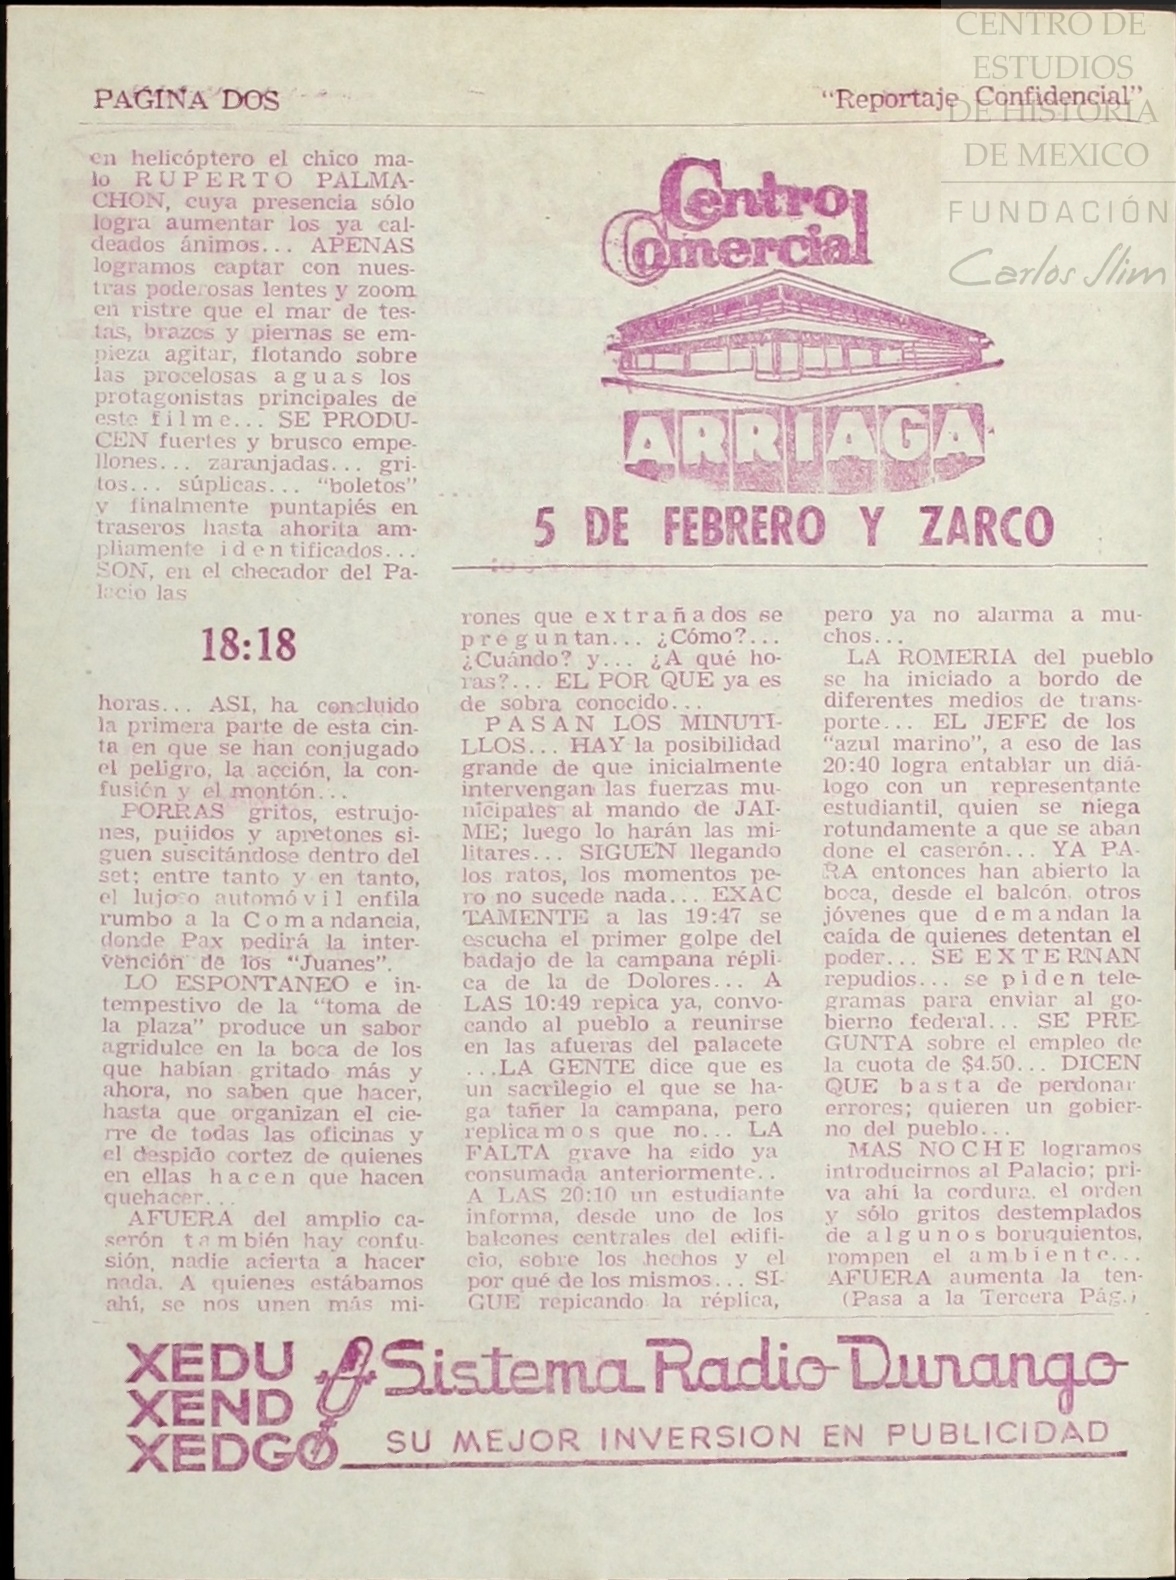 CENTRO DE
ESTUDIOS
DE HISTORIA
DE MEXICO
FUNDACIÓN
Carlos Slim
PAGINA DOS
"Reportaje Confidencial"
en helicóptero el chico ma-
lo RUPERTO PALMA-
CHON, cuya presencia sólo
logra aumentar los ya cal-
deados ánimos... APENAS
logramos captar con nues-
tras poderosas lentes y zoom
en ristre que el mar de tes-
tas, brazos y piernas se em-
pieza agitar, flotando sobre
las procelosas aguas los
protagonistas principales de
este filme... SE PRODU-
CEN fuertes y brusco empe-
llones... zaranjadas... gri-
tos... súplicas... "boletos"
y finalmente puntapiés en
traseros hasta ahorita am-
pliamente identificados...
SON, en el checador del Pa-
lacio las
18:18
horas... ASI, ha concluido
la primera parte de esta cin-
ta en que se han conjugado
el peligro, la acción, la con-
fusión y el montón...
PORRAS gritos, estrujo-
nes, pujidos y apretones si-
guen suscitándose dentro del
set; entre tanto y en tanto,
el lujoso automóvil enfila
rumbo a la Comandancia,
donde Pax pedirá la inter-
vención de los "Juanes".
LO ESPONTANEO e in-
tempestivo de la "toma de
la plaza" produce un sabor
agridulce en la boca de los
que habían gritado más y
ahora, no saben que hacer,
hasta que organizan el cie-
rre de todas las oficinas y
el despido cortez de quienes
en ellas hacen que hacen
quehacer...
AFUERA del amplio ca-
serón también hay confu-
sión, nadie acierta a hacer
nada. A quienes estábamos
ahí, se nos unen más mi-
Centro
Comercial
ARRIAGA
5 DE FEBRERO Y ZARCO
rones que extrañados se
preguntan... ¿Cómo?...
¿Cuándo? y... ¿A qué ho-
ras?... EL POR QUE ya es
de sobra conocido...
PASAN LOS MINUTI-
LLOS... HAY la posibilidad
grande de que inicialmente
intervengan las fuerzas mu-
nicipales al mando de JAI-
ME; luego lo harán las mi-
litares... SIGUEN llegando
los ratos, los momentos pe-
ro no sucede nada... EXAC
TAMENTE a las 19:47 se
escucha el primer golpe del
badajo de la campana répli-
ca de la de Dolores... A
LAS 10:49 repica ya, convo-
cando al pueblo a reunirse
en las afueras del palacete
...LA GENTE dice que es
un sacrilegio el que se ha-
ga tañer la campana, pero
replicamos que no... LA
FALTA grave ha sido ya
consumada anteriormente..
A LAS 20:10 un estudiante
informa, desde uno de los
balcones centrales del edifi-
cio, sobre los hechos y el
por qué de los mismos... SI-
GUE repicando la réplica,
pero ya no alarma a mu-
chos...
LA ROMERIA del pueblo
se ha iniciado a bordo de
diferentes medios de trans-
porte... EL JEFE de los
"azul marino", a eso de las
20:40 logra entablar un diá-
logo con un representante
estudiantil, quien se niega
rotundamente a que se aban
done el caserón... YA PA-
RA entonces han abierto la
boca, desde el balcón, otros
jóvenes que demandan la
caída de quienes detentan el
poder... SE EXTERNAN
repudios... se piden tele-
gramas para enviar al go-
bierno federal... SE PRE-
GUNTA sobre el empleo de
la cuota de $4.50... DICEN
QUE basta de perdonar
errores; quieren un gobier-
no del pueblo...
MAS NOCHE logramos
introducirnos al Palacio; pri-
va ahí la cordura, el orden
y sólo gritos destemplados
de algunos boruquientos,
rompen el ambiente...
AFUERA aumenta la ten-
(Pasa a la Tercera Pág.)
XEDU
XEND
XEDGO
Sistema Radio Durango
SU MEJOR INVERSION EN PUBLICIDAD